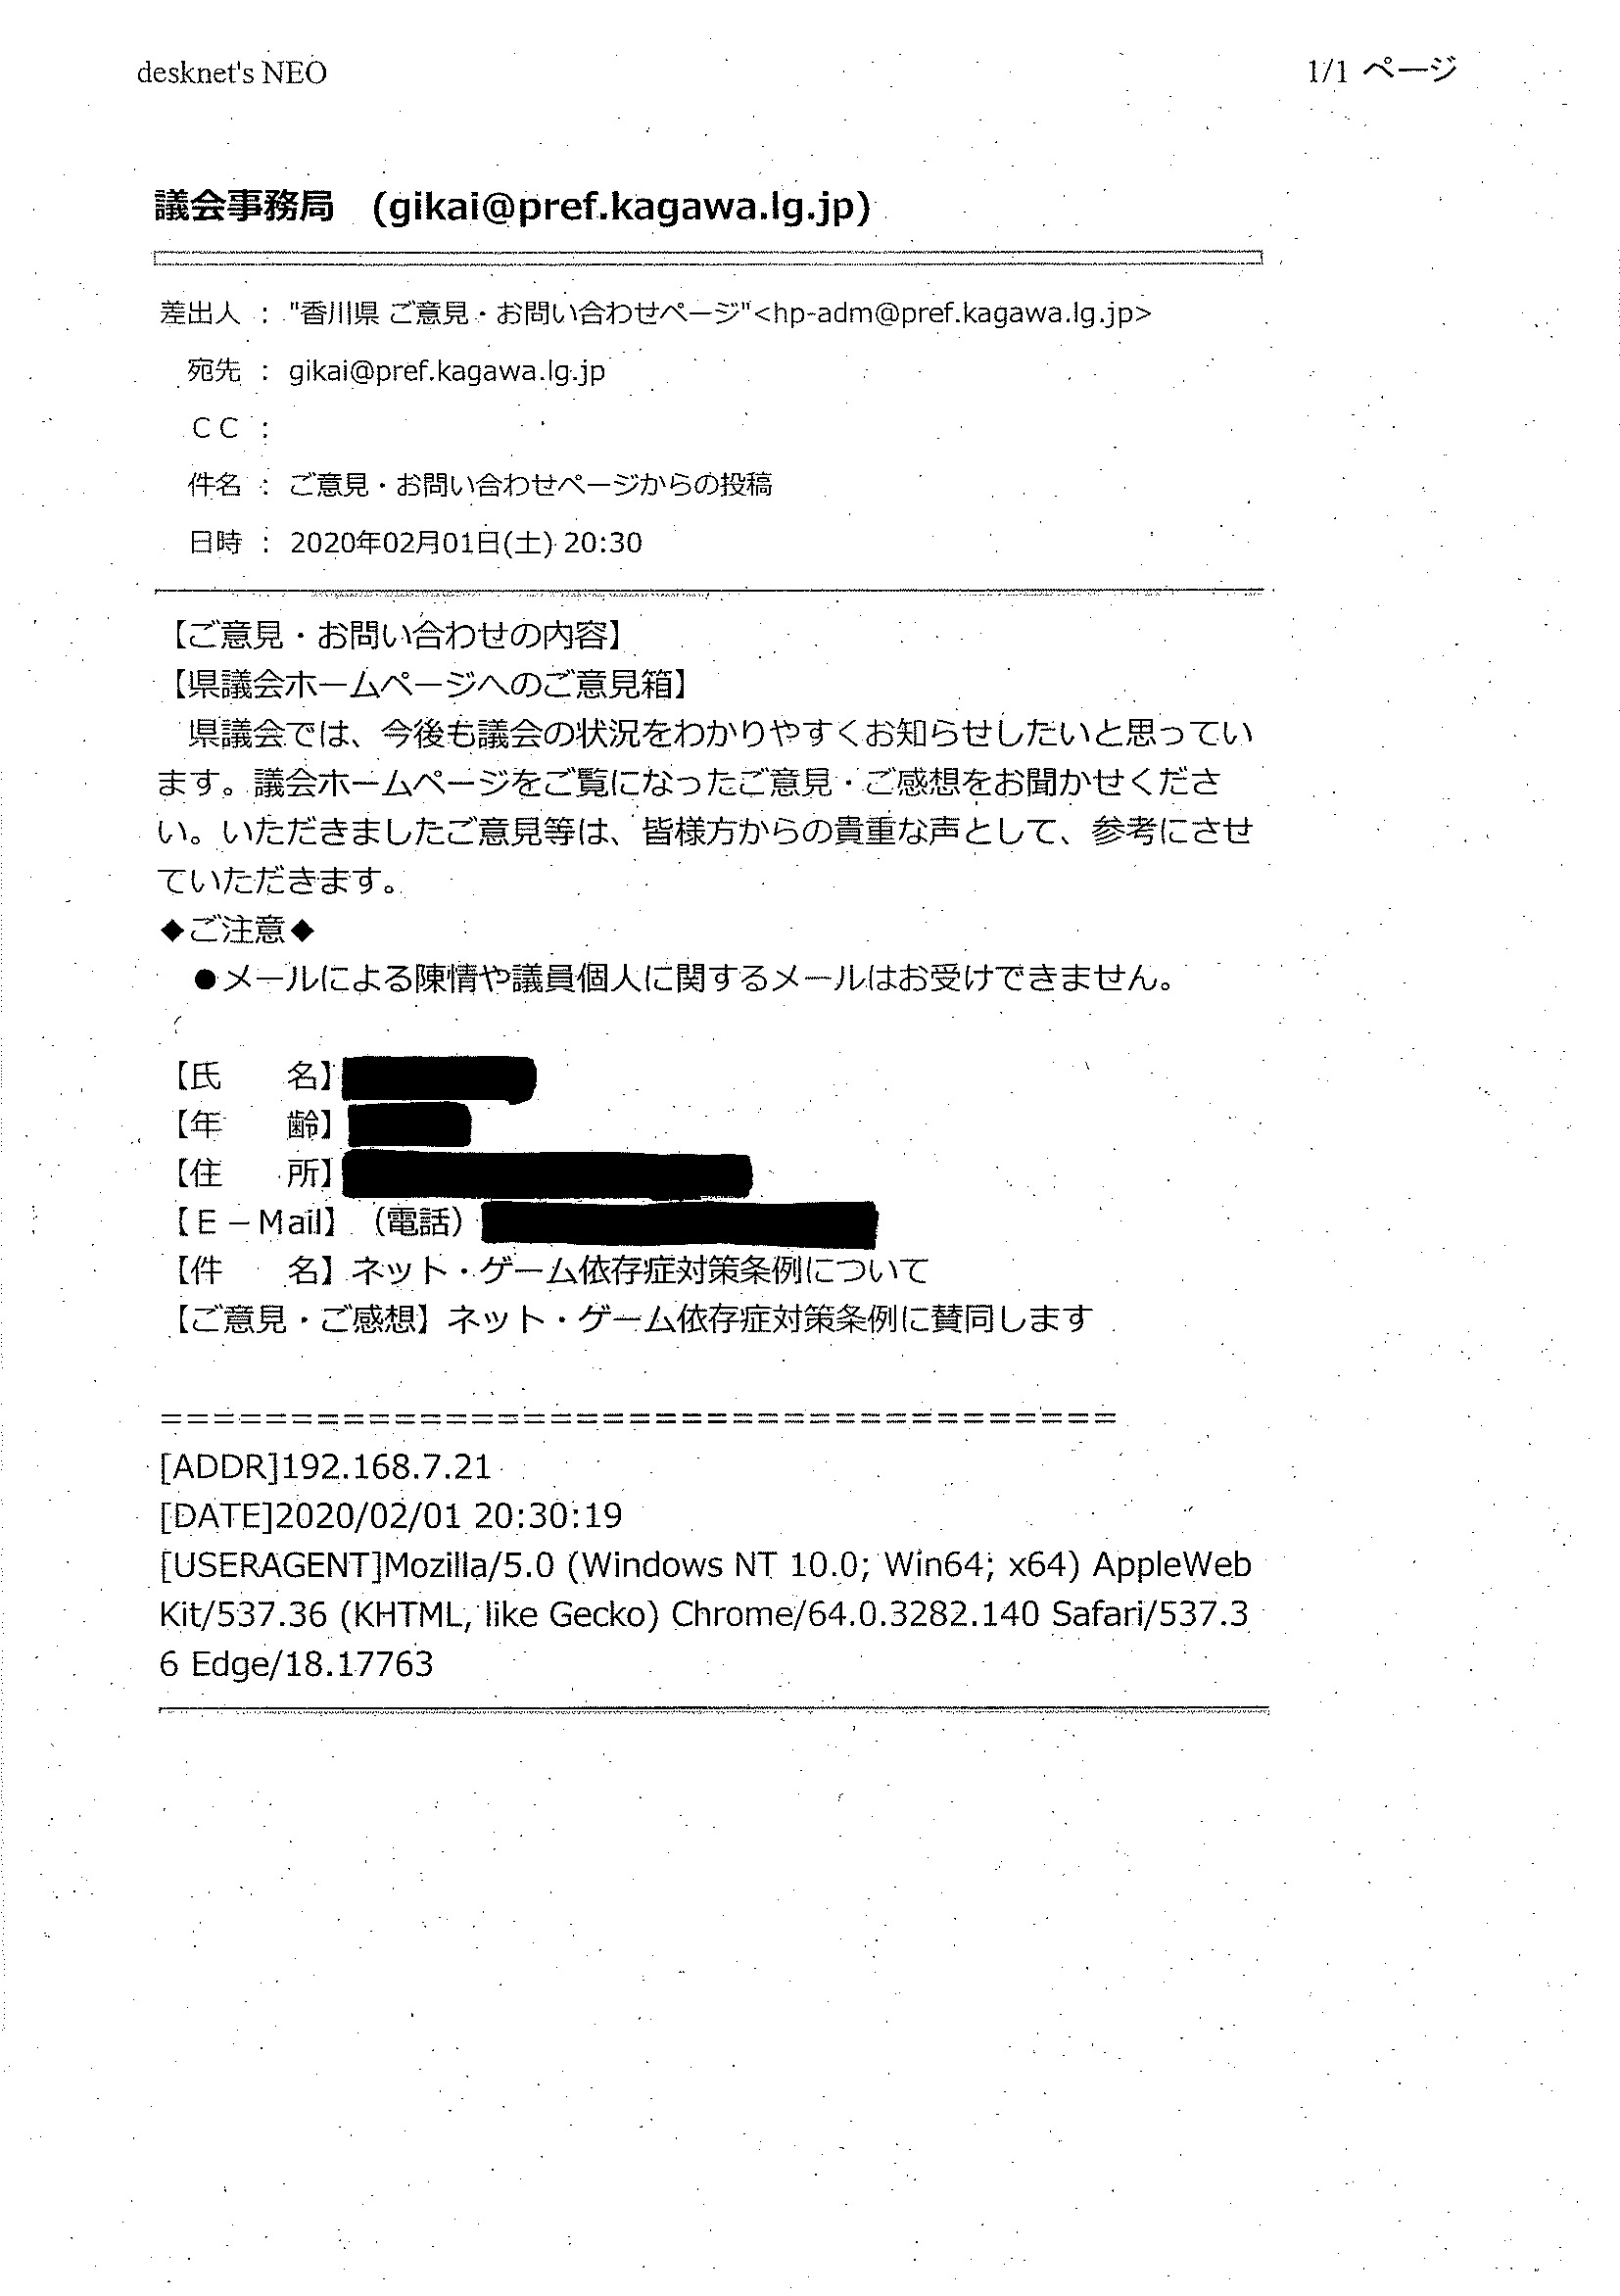 desknet's NEO
1/1 ページ
議会事務局　(gikai@pref.kagawa.lg.jp)
差出人 : "香川県 ご意見・お問い合わせページ"<hp-adm@pref.kagawa.lg.jp>
宛先 : gikai@pref.kagawa.lg.jp
ＣＣ :
件名 : ご意見・お問い合わせページからの投稿
日時 : 2020年02月01日(土) 20:30
【ご意見・お問い合わせの内容】
【県議会ホームページへのご意見箱】
　県議会では、今後も議会の状況をわかりやすくお知らせしたいと思ってい
ます。議会ホームページをご覧になったご意見・ご感想をお聞かせくださ
い。いただきましたご意見等は、皆様方からの貴重な声として、参考にさせ
ていただきます。
◆ご注意◆
　●メールによる陳情や議員個人に関するメールはお受けできません。
【氏　　名】
【年　　齢】
【住　　所】
【Ｅ－Mail】（電話）
【件　　名】ネット・ゲーム依存症対策条例について
【ご意見・ご感想】ネット・ゲーム依存症対策条例に賛同します
=====================================
[ADDR]192.168.7.21
[DATE]2020/02/01 20:30:19
[USERAGENT]Mozilla/5.0 (Windows NT 10.0; Win64; x64) AppleWeb
Kit/537.36 (KHTML, like Gecko) Chrome/64.0.3282.140 Safari/537.3
6 Edge/18.17763